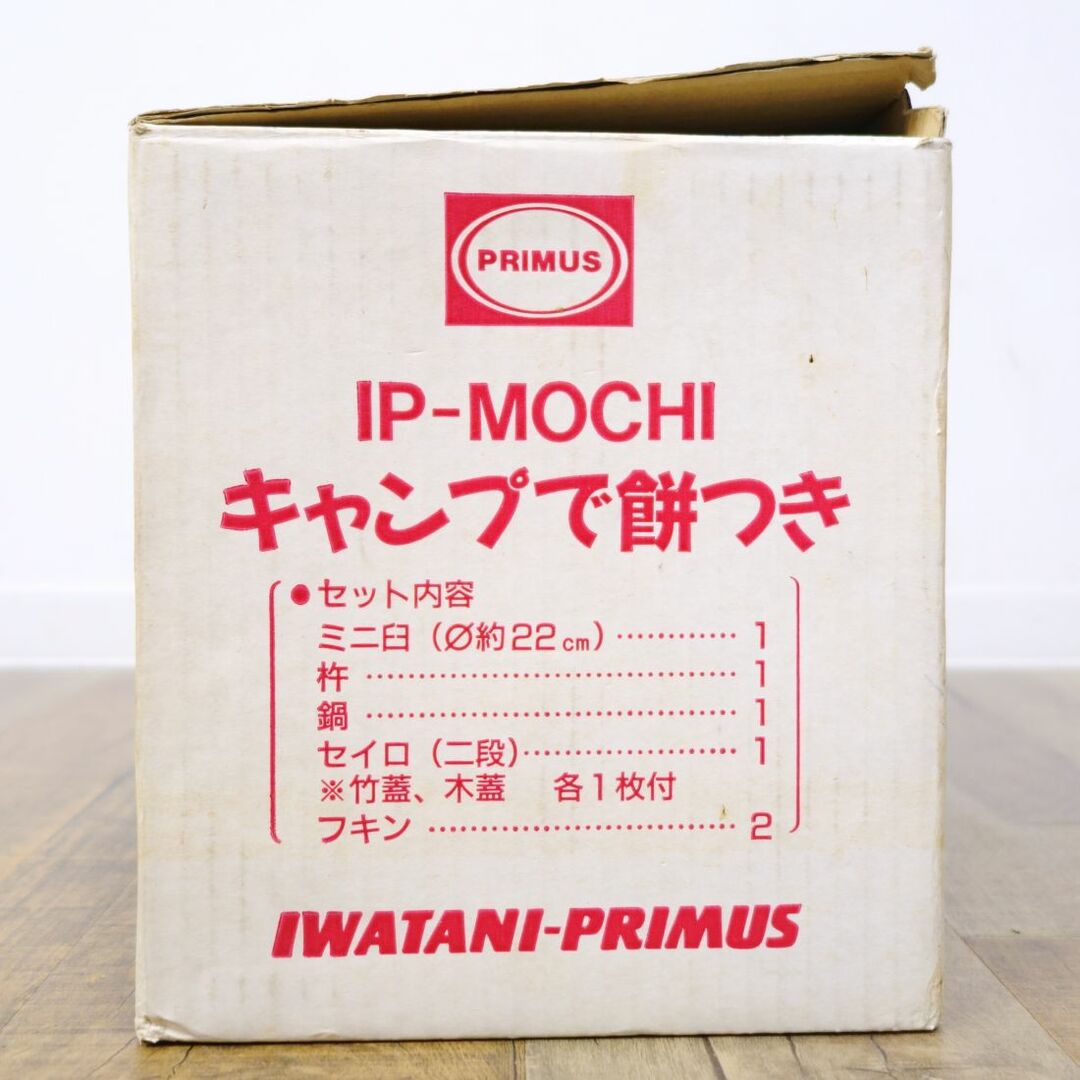 PRIMUS
IP-MOCHI
キャンプで餅つき
●セット内容
ミニ臼（Ø約22㎝）…………1
杵…………………………………1
鍋…………………………………1
セイロ（二段）…………………1
※竹蓋、木蓋　各1枚付
フキン……………………………2
IWATANI-PRIMUS